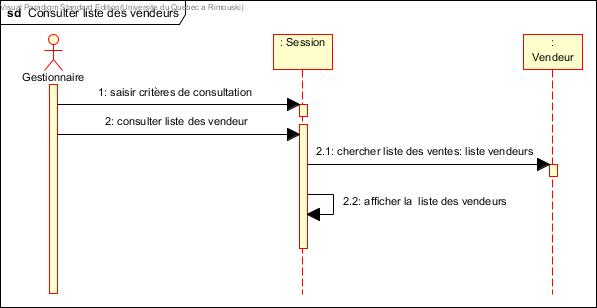 Visual Paradigm Standard Edition(Universite du Quebec a Rimouski)
sd Consulter liste des vendeurs
: Session
:
Vendeur
Gestionnaire
1: saisir critères de consultation
2: consulter liste des vendeur
2.1: chercher liste des ventes: liste vendeurs
2.2: afficher la liste des vendeurs